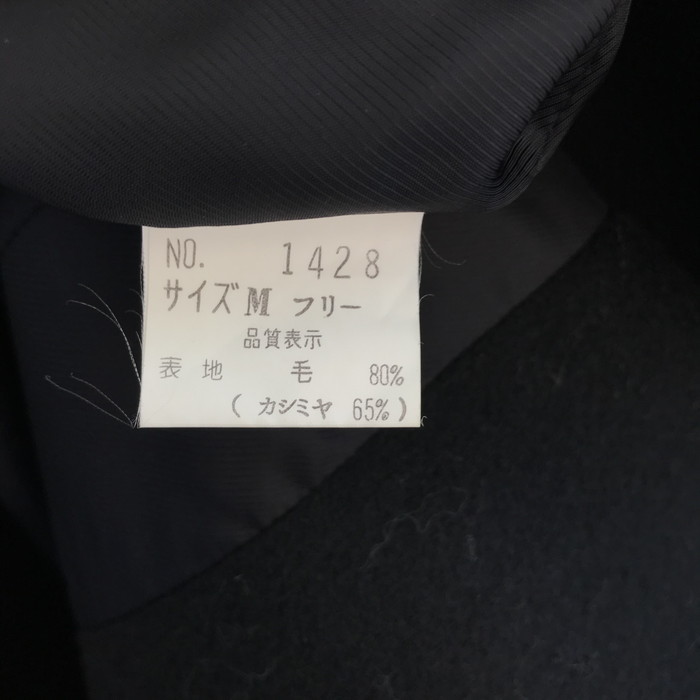 NO. 1428
サイズ M フリー
品質表示
表地 毛 80%
(カシミヤ 65%)